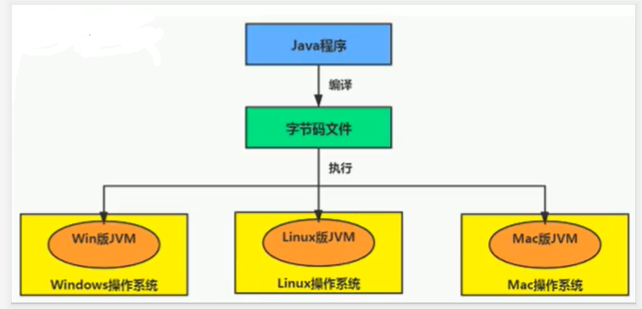 Java程序
编译
字节码文件
执行
Win版JVM
Linux版JVM
Mac版JVM
Windows操作系统
Linux操作系统
Mac操作系统